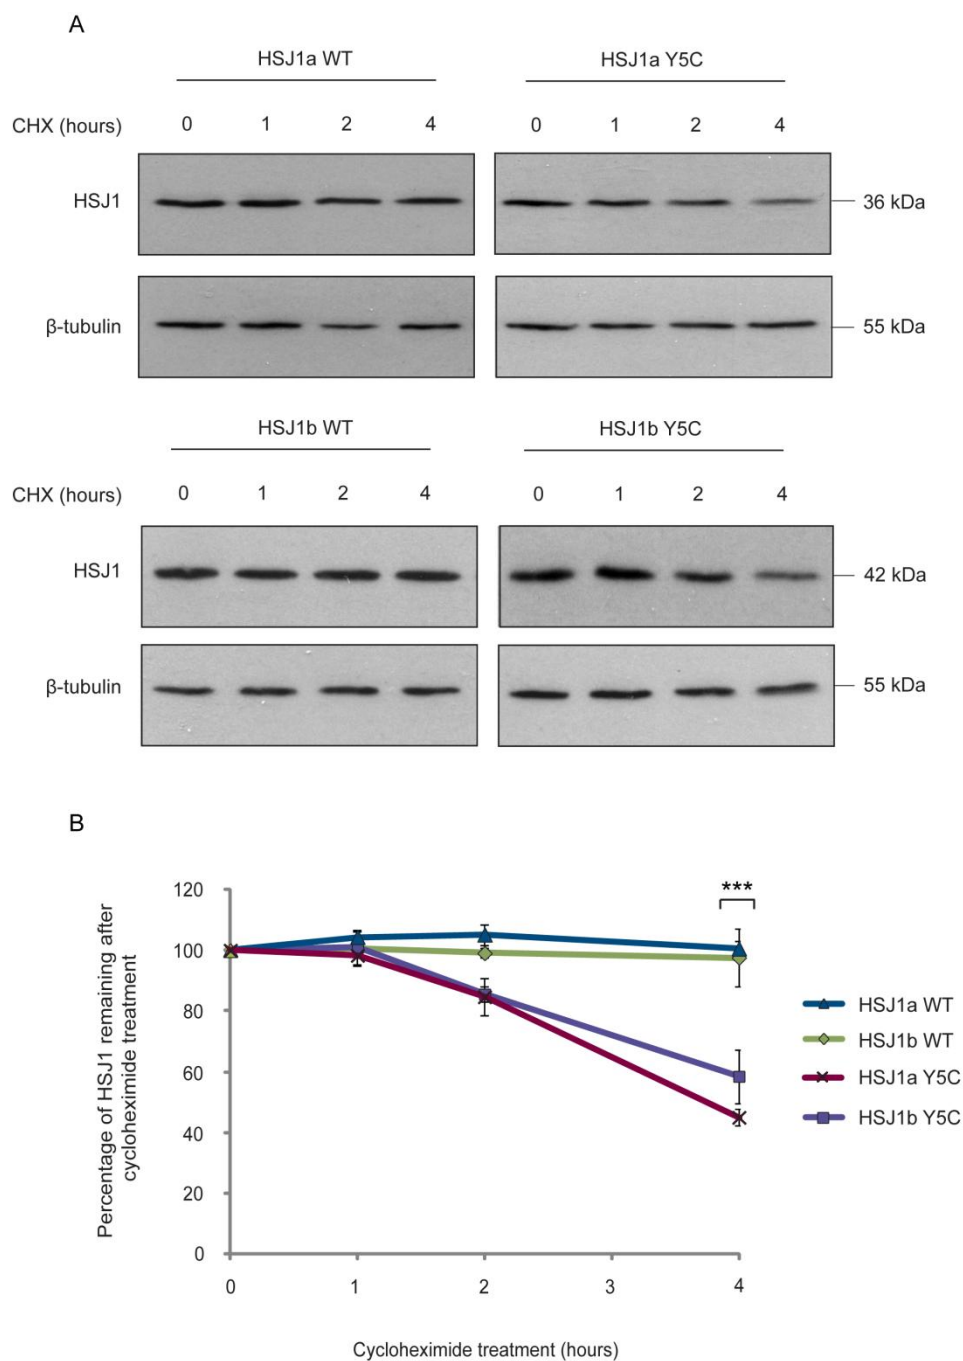 A
HSJ1a WT
HSJ1a Y5C
CHX (hours) 0 1 2 4 0 1 2 4
HSJ1 36 kDa
β-tubulin 55 kDa
HSJ1b WT
HSJ1b Y5C
CHX (hours) 0 1 2 4 0 1 2 4
HSJ1 42 kDa
β-tubulin 55 kDa
B
Percentage of HSJ1 remaining after
cycloheximide treatment
120
100
80
60
40
20
0
***
0 1 2 3 4
Cycloheximide treatment (hours)
HSJ1a WT
HSJ1b WT
HSJ1a Y5C
HSJ1b Y5C